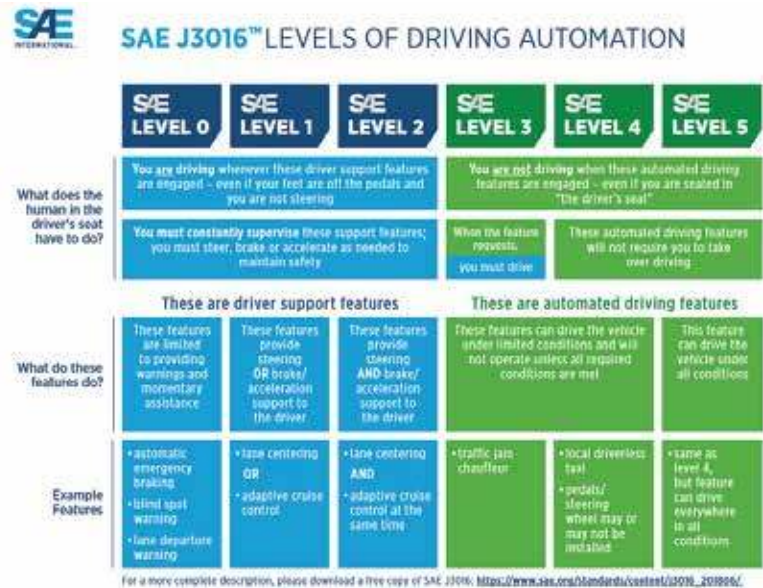 SAE
INTERNATIONAL
SAE J3016™ LEVELS OF DRIVING AUTOMATION
SAE
LEVEL 0
SAE
LEVEL 1
SAE
LEVEL 2
SAE
LEVEL 3
SAE
LEVEL 4
SAE
LEVEL 5
What does the
human in the
driver's seat
have to do?
You are driving whenever these driver support features
are engaged – even if your feet are off the pedals and
you are not steering
You are not driving when these automated driving
features are engaged – even if you are seated in
"the driver's seat"
You must constantly supervise these support features;
you must steer, brake or accelerate as needed to
maintain safety
When the feature
requests,
you must drive
These automated driving features
will not require you to take
over driving
These are driver support features
These are automated driving features
What do these
features do?
These features
are limited
to providing
warnings and
momentary
assistance
These features
provide
steering
OR brake/
acceleration
support to
the driver
These features
provide
steering
AND brake/
acceleration
support to
the driver
These features can drive the vehicle
under limited conditions and will
not operate unless all required
conditions are met
This feature
can drive the
vehicle under
all conditions
Example
Features
• automatic
emergency
braking
• blind spot
warning
• lane departure
warning
• lane centering
OR
• adaptive cruise
control
• lane centering
AND
• adaptive cruise
control at the
same time
• traffic jam
chauffeur
• local driverless
taxi
• pedals/
steering
wheel may or
may not be
installed
• same as
level 4,
but feature
can drive
everywhere
in all
conditions
For a more complete description, please download a free copy of SAE J3016: https://www.sae.org/standards/content/j3016_201806/